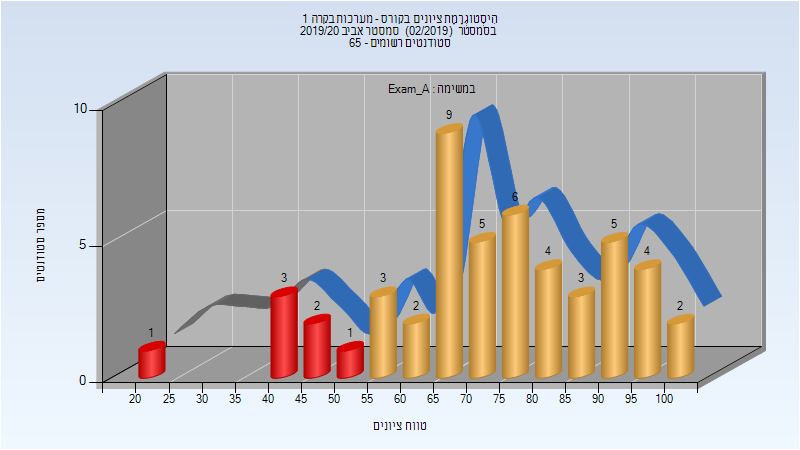 היסטוגרמת ציונים בקורס - מערכות בקרה 1
בסמסטר (02/2019) סמסטר אביב 2019/20
סטודנטים רשומים - 65
במשימה : Exam_A
10
5
0
מספר סטודנטים
1
3
2
1
3
2
9
5
6
4
3
5
4
2
20 25 30 35 40 45 50 55 60 65 70 75 80 85 90 95 100
טווח ציונים